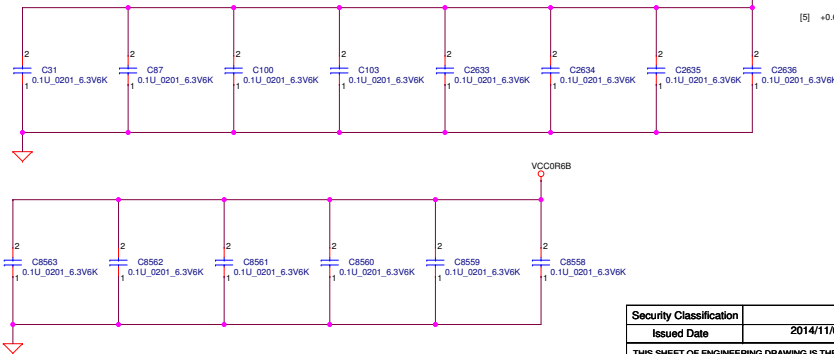 [5] +0.
2 2 2 2 2 2 2 2
C31 C87 C100 C103 C2633 C2634 C2635 C2636
0.1U_0201_6.3V6K 0.1U_0201_6.3V6K 0.1U_0201_6.3V6K 0.1U_0201_6.3V6K 0.1U_0201_6.3V6K 0.1U_0201_6.3V6K 0.1U_0201_6.3V6K 0.1U_0201_6.3V6K
1 1 1 1 1 1 1 1
VCC0R6B
2 2 2 2 2 2
C8563 C8562 C8561 C8560 C8559 C8558
0.1U_0201_6.3V6K 0.1U_0201_6.3V6K 0.1U_0201_6.3V6K 0.1U_0201_6.3V6K 0.1U_0201_6.3V6K 0.1U_0201_6.3V6K
1 1 1 1 1 1
Security Classification
Issued Date 2014/11/
THIS SHEET OF ENGINEERING DRAWING IS THE